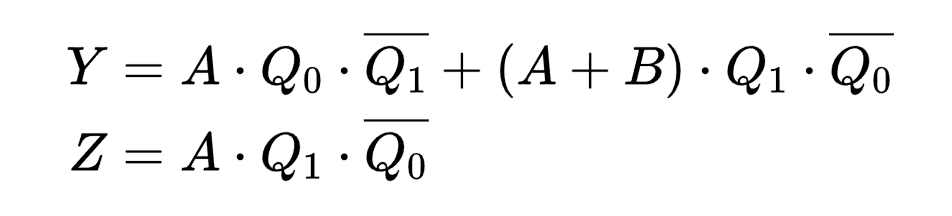 Y = A · Q₀ · Q̅₁ + (A + B) · Q₁ · Q̅₀
Z = A · Q₁ · Q̅₀